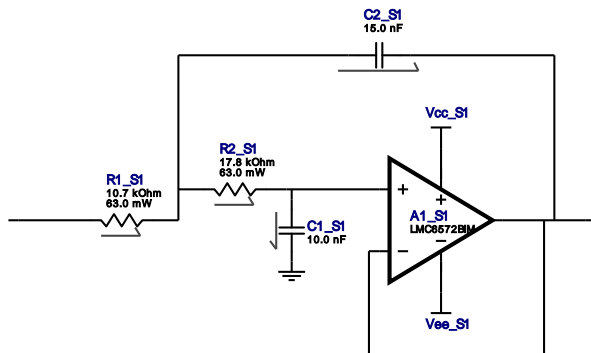 C2_S1
15.0 nF
Vcc_S1
R2_S1
17.8 kOhm
63.0 mW
R1_S1
10.7 kOhm
63.0 mW
+
+
A1_S1
LMC6572BIM
C1_S1
10.0 nF
−
−
Vee_S1